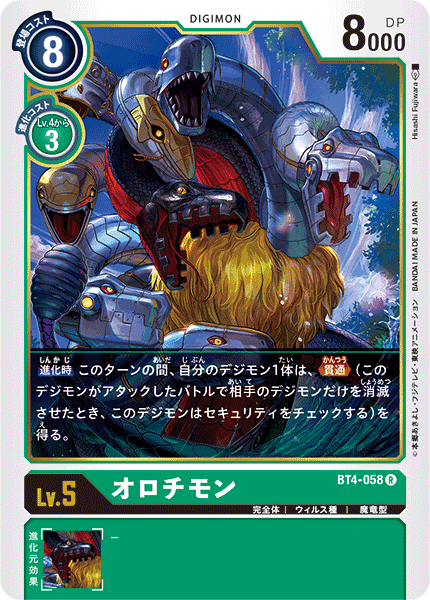 DIGIMON
登場コスト
8
8000
DP
進化コスト
Lv.4から
3
Hisashi Fujiwara
©本郷あきよし・フジテレビ・東映アニメーション BANDAI MADE IN JAPAN
進化時 このターンの間、自分のデジモン1体は、貫通(この
デジモンがアタックしたバトルで相手のデジモンだけを消滅
させたとき、このデジモンはセキュリティをチェックする)を
得る。
BT4-058 R
Lv.5
オロチモン
完全体 | ウィルス種 | 魔竜型
進化元効果
—